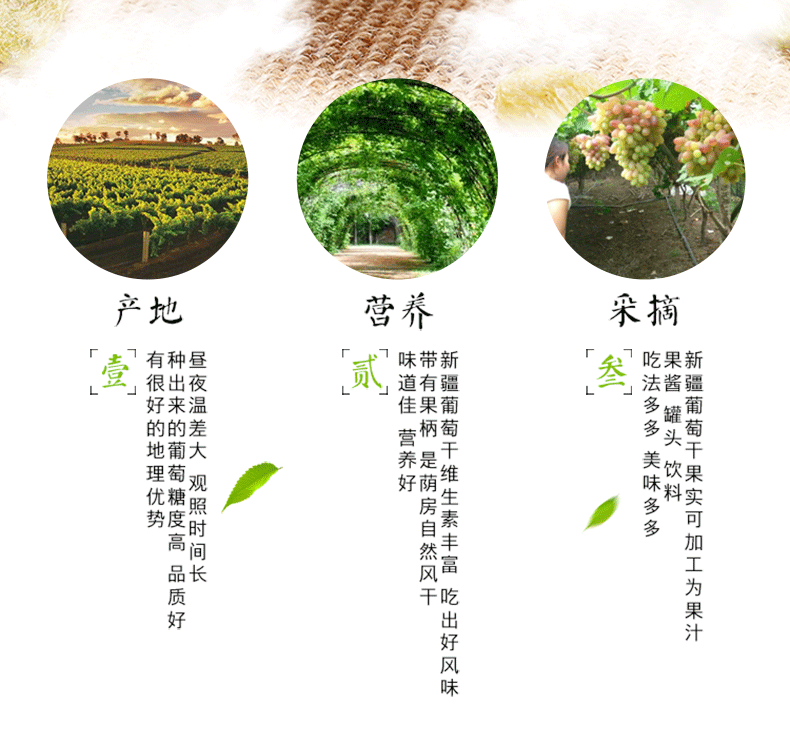 产地
壹
昼夜温差大 观照时间长
种出来的葡萄糖度高 品质好
有很好的地理优势
营养
贰
新疆葡萄干维生素丰富 吃出好风味
带有果柄 是荫房自然风干
味道佳 营养好
采摘
叁
新疆葡萄干果实可加工为果汁
果酱 罐头 饮料
吃法多多 美味多多